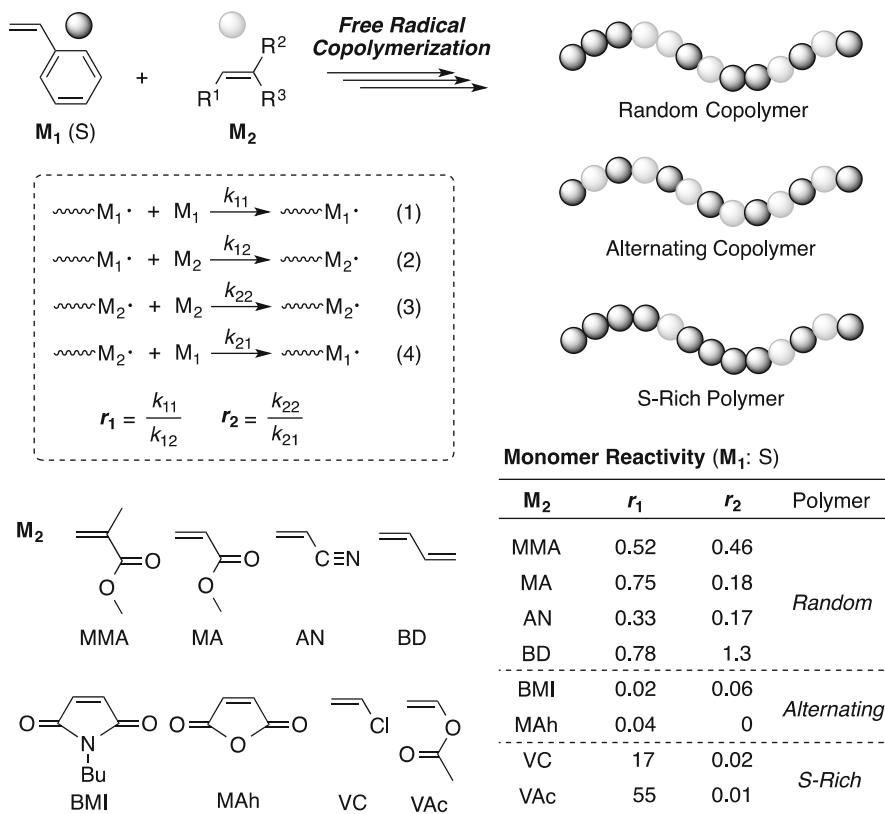 Free Radical
Copolymerization
+
R2
R1
R3
M1 (S)
M2
Random Copolymer
Alternating Copolymer
S-Rich Polymer
M1· + M1 k11 M1· (1)
M1· + M2 k12 M2· (2)
M2· + M2 k22 M2· (3)
M2· + M1 k21 M1· (4)
r1 = k11/k12 r2 = k22/k21
Monomer Reactivity (M1: S)
M2 r1 r2 Polymer
MMA 0.52 0.46
MA 0.75 0.18
Random
AN 0.33 0.17
BD 0.78 1.3
BMI 0.02 0.06
Alternating
MAh 0.04 0
VC 17 0.02
S-Rich
VAc 55 0.01
M2
O
O
MMA
O
O
MA
C≡N
AN
BD
O
N
O
Bu
BMI
O
O
O
MAh
Cl
VC
O
O
VAc